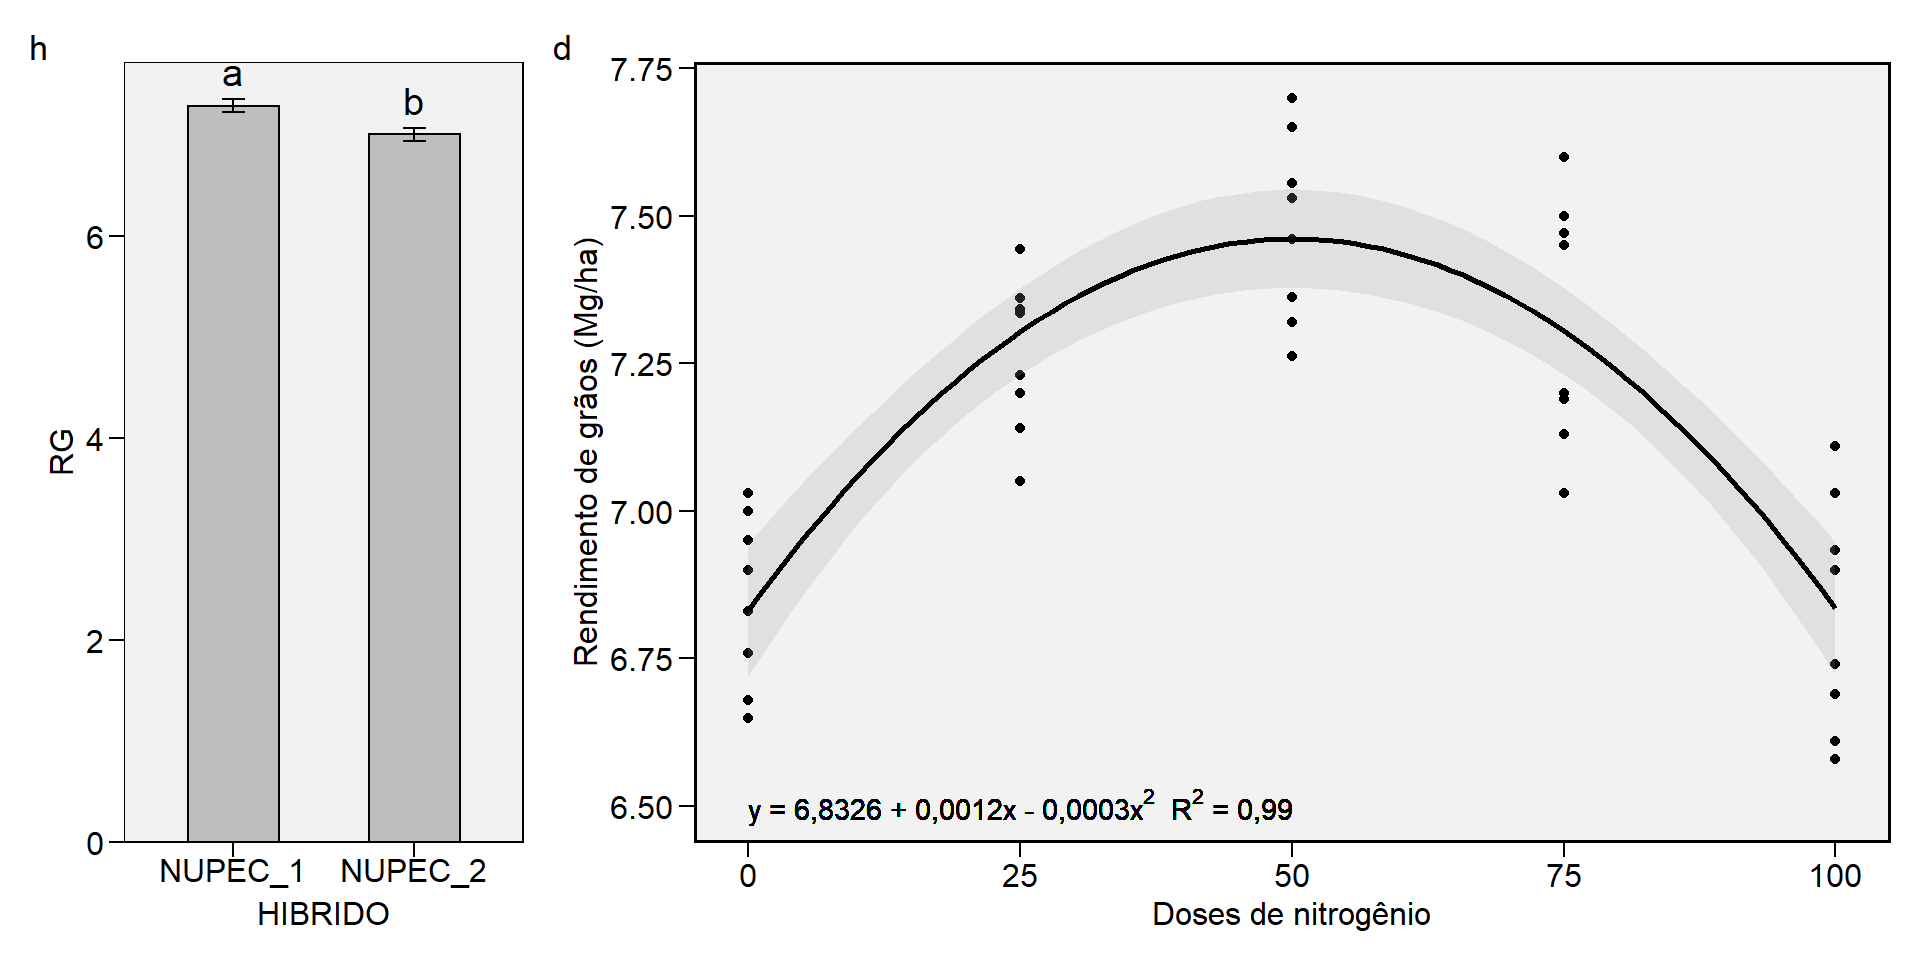 h
a
b
6
4
2
0
RG
NUPEC_1 NUPEC_2
HIBRIDO
d
7.75
7.50
7.25
7.00
6.75
6.50
Rendimento de grãos (Mg/ha)
y = 6,8326 + 0,0012x - 0,0003x² R² = 0,99
0 25 50 75 100
Doses de nitrogênio